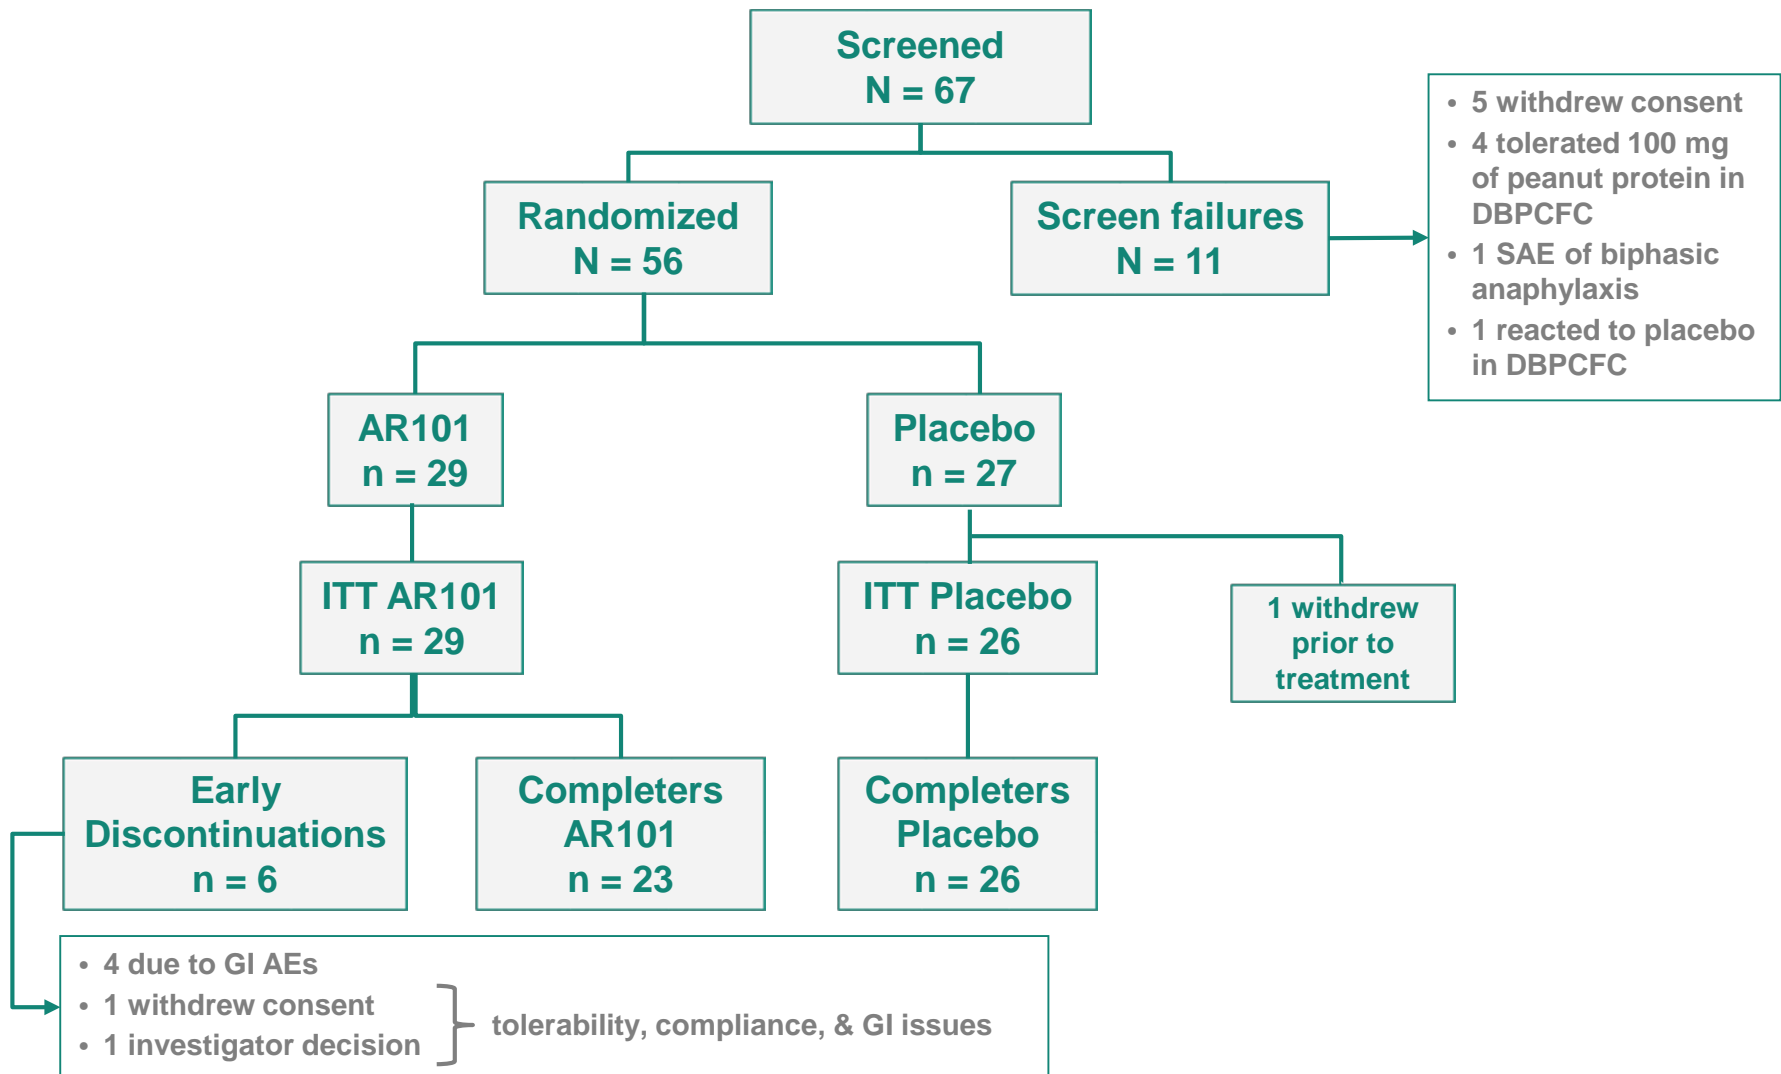 Screened
N = 67
• 5 withdrew consent
• 4 tolerated 100 mg
of peanut protein in
DBPCFC
• 1 SAE of biphasic
anaphylaxis
• 1 reacted to placebo
in DBPCFC
Randomized
N = 56
Screen failures
N = 11
AR101
n = 29
Placebo
n = 27
ITT AR101
n = 29
ITT Placebo
n = 26
1 withdrew
prior to
treatment
Early
Discontinuations
n = 6
Completers
AR101
n = 23
Completers
Placebo
n = 26
• 4 due to GI AEs
• 1 withdrew consent
• 1 investigator decision
tolerability, compliance, & GI issues